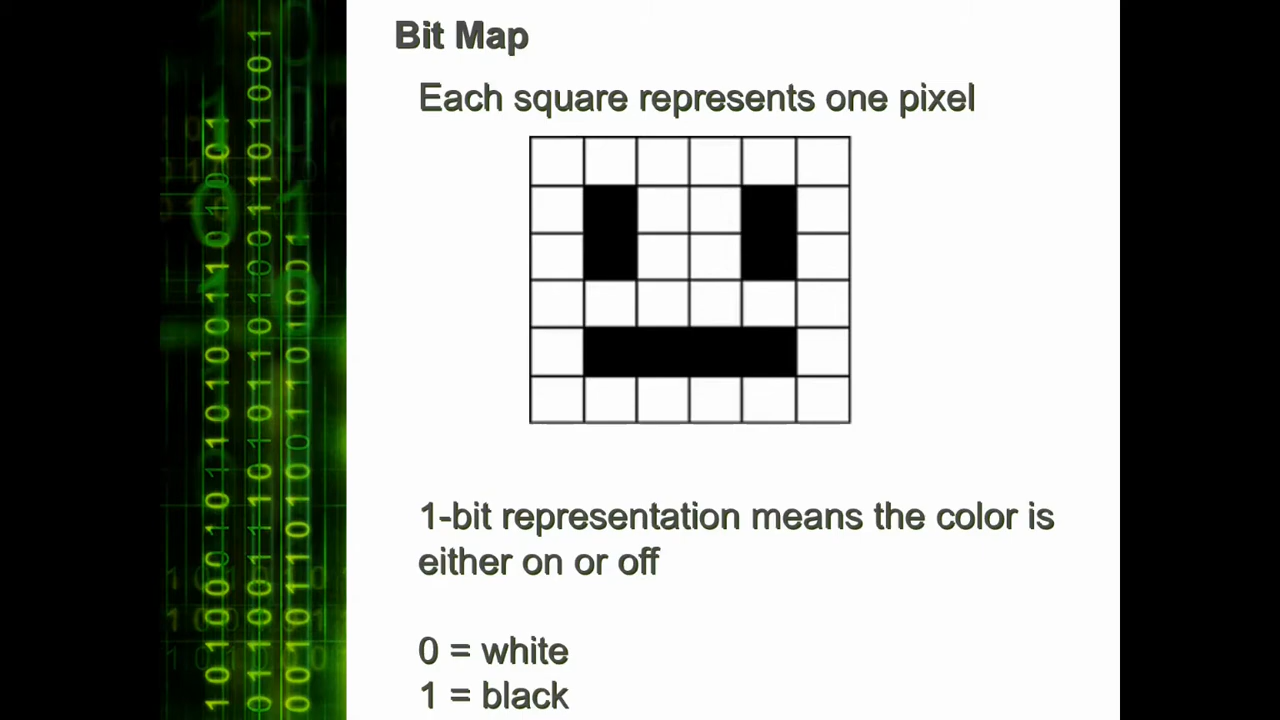 Bit Map
Each square represents one pixel
1-bit representation means the color is
either on or off
0 = white
1 = black